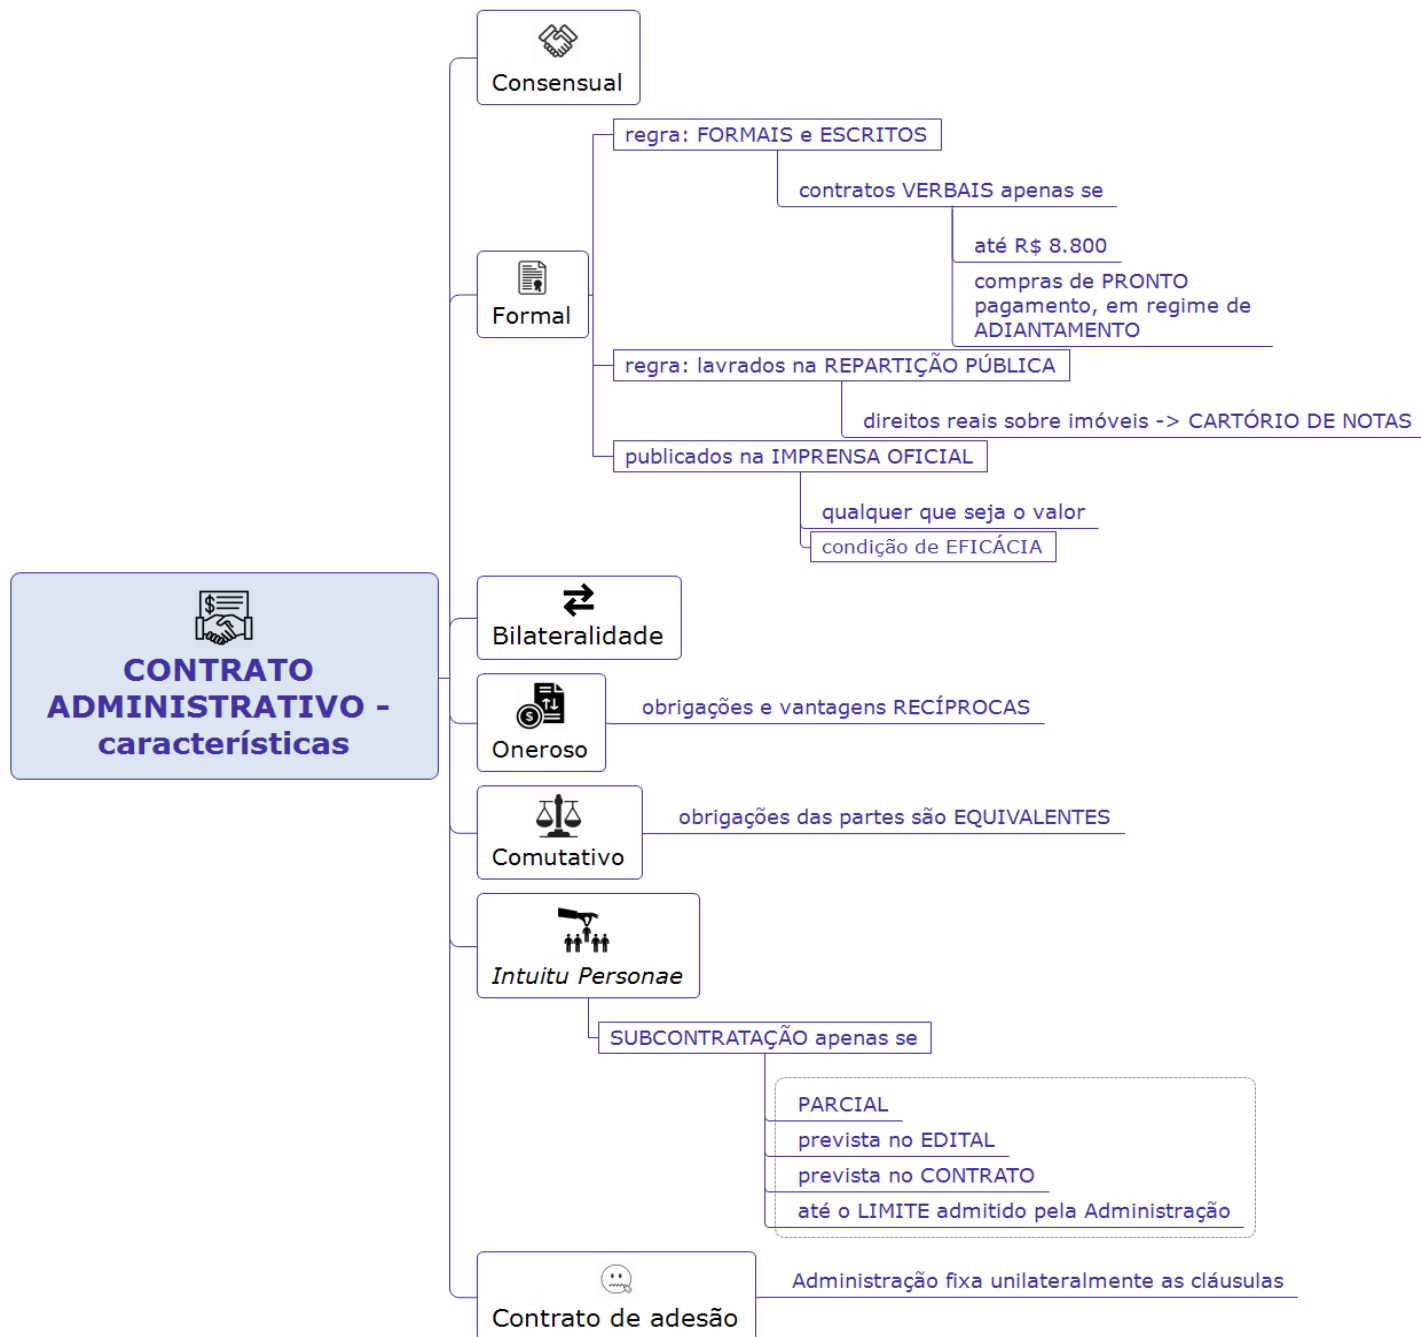 Consensual
Formal
regra: FORMAIS e ESCRITOS
contratos VERBAIS apenas se
até R$ 8.800
compras de PRONTO
pagamento, em regime de
ADIANTAMENTO
regra: lavrados na REPARTIÇÃO PÚBLICA
direitos reais sobre imóveis -> CARTÓRIO DE NOTAS
publicados na IMPRENSA OFICIAL
qualquer que seja o valor
condição de EFICÁCIA
CONTRATO
ADMINISTRATIVO -
características
Bilateralidade
Oneroso
obrigações e vantagens RECÍPROCAS
Comutativo
obrigações das partes são EQUIVALENTES
Intuitu Personae
SUBCONTRATAÇÃO apenas se
PARCIAL
prevista no EDITAL
prevista no CONTRATO
até o LIMITE admitido pela Administração
Contrato de adesão
Administração fixa unilateralmente as cláusulas